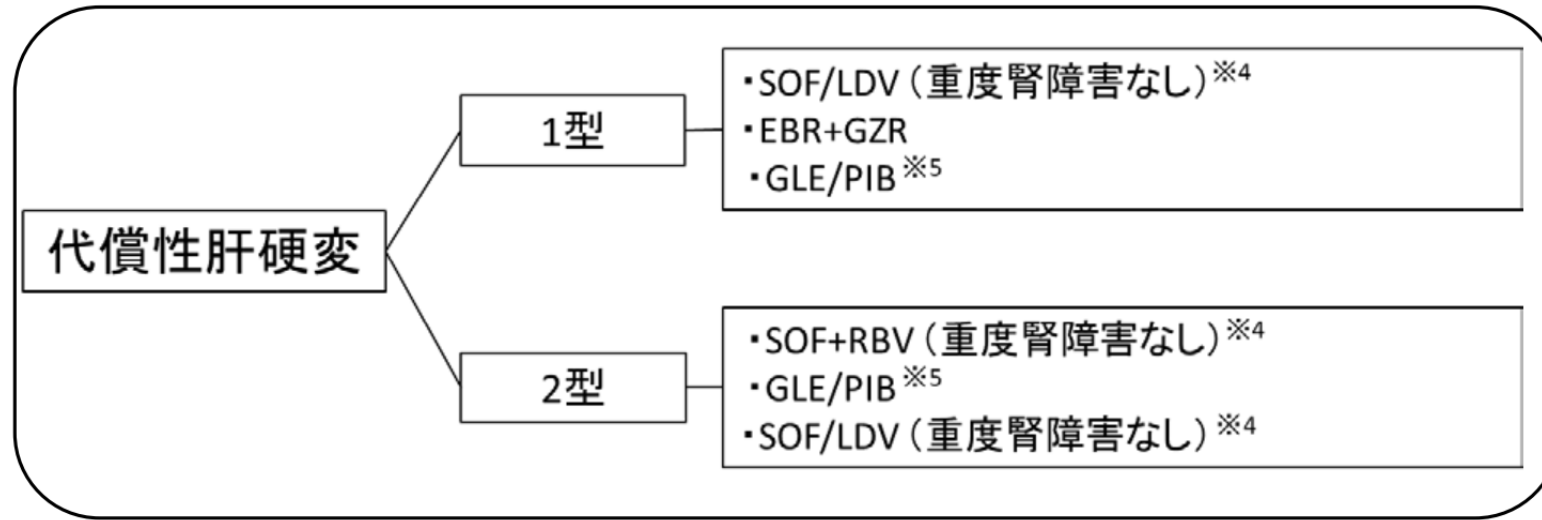 代償性肝硬変
1型
・SOF/LDV（重度腎障害なし）※4
・EBR+GZR
・GLE/PIB※5
2型
・SOF+RBV（重度腎障害なし）※4
・GLE/PIB※5
・SOF/LDV（重度腎障害なし）※4